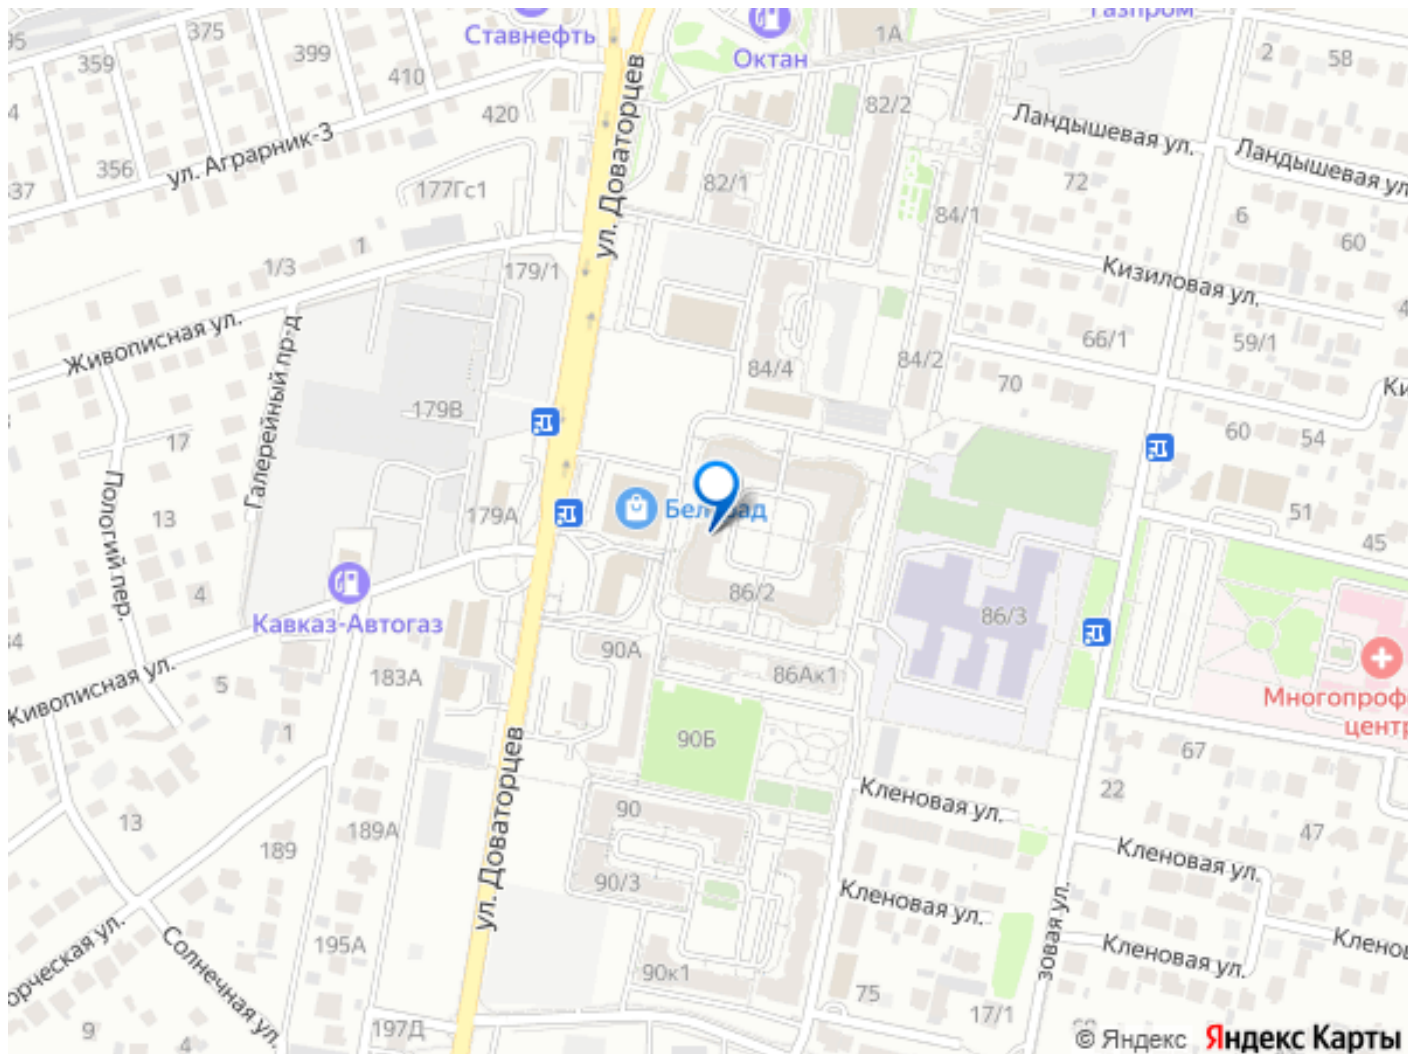 Газпром
Ставнефть
1А
375
359
399
410
Октан
2
58
420
82/2
Ландышевая ул.
ул. Аграрник-3
356
177Гс1
ул. Доваторцев
82/1
72
Ландышевая ул
37
84/1
6
60
1
1/3
179/1
Кизиловая ул.
Живописная ул.
Галерейный пр-д
84/4
84/2
66/1
59/1
70
179В
17
60
54
Пологий пер.
13
179А
51
45
4
86/2
86/3
Кавказ-Автогаз
90А
86Ак1
Живописная ул.
5
183А
Многопроф
центр
1
90Б
67
ул. Доваторцев
22
Кленовая ул.
13
189А
90
47
189
Кленовая ул.
90/3
Кленовая ул.
зовая ул.
195А
Солнечная ул.
Кленовая ул.
90к1
75
17/1
9
4
197Д
© Яндекс Яндекс Карты